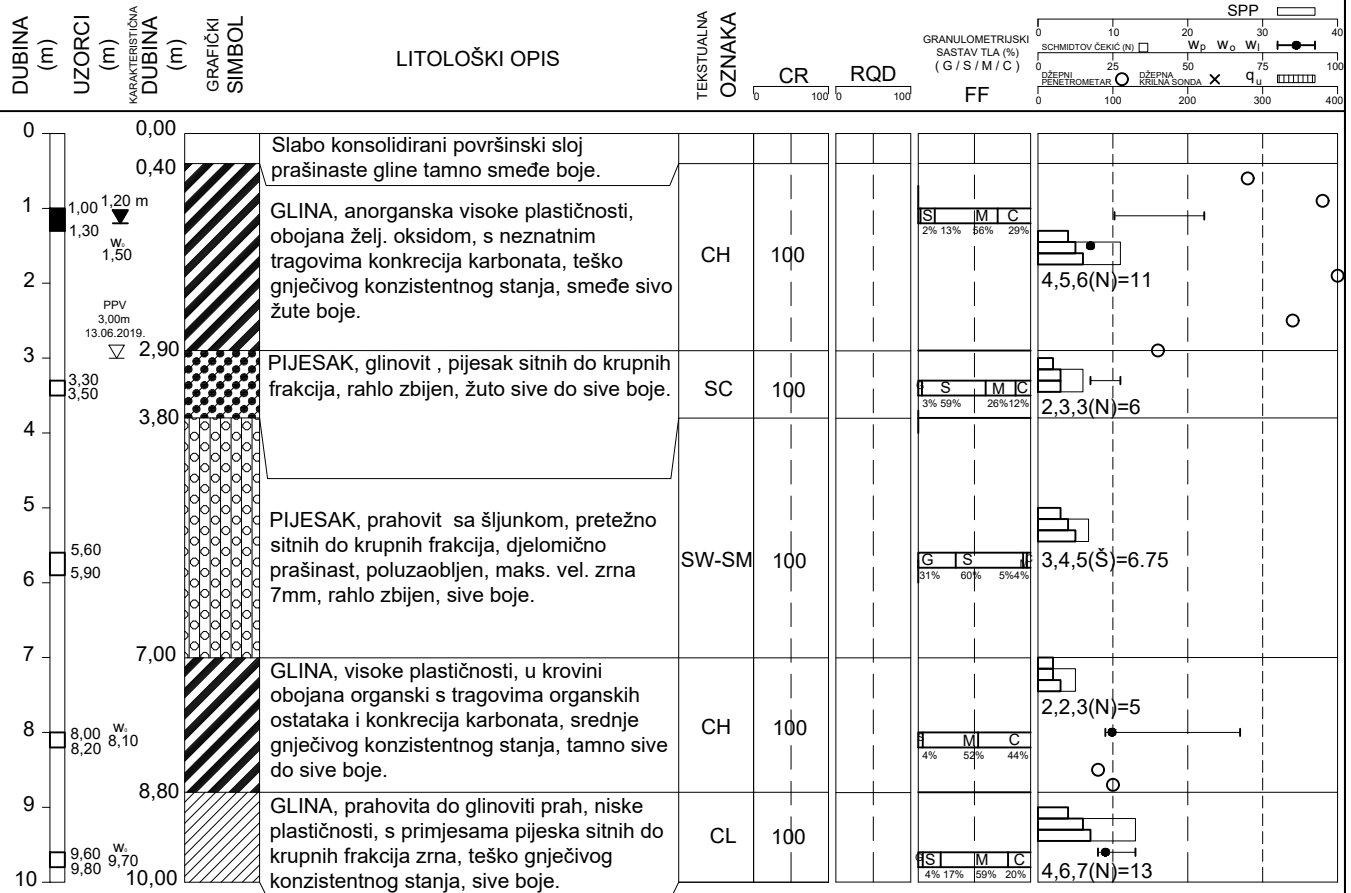 DUBINA
(m)
UZORCI
(m)
KARAKTERISTIČNA
DUBINA
(m)
GRAFIČKI
SIMBOL
LITOLOŠKI OPIS
TEKSTUALNA
OZNAKA
CR
0 100
RQD
0 100
GRANULOMETRIJSKI
SASTAV TLA (%)
( G / S / M / C )
FF
SPP
0 10 20 30 40
SCHMIDTOV ČEKIĆ (N) Wp Wo Wl
0 25 50 75 100
DŽEPNI
PENETROMETAR
DŽEPNA
KRILNA SONDA
qu
0 100 200 300 400
0
0,00
Slabo konsolidirani površinski sloj
prašinaste gline tamno smeđe boje.
0,40
1
1,00
1,30
1,20 m
W₀
1,50
GLINA, anorganska visoke plastičnosti,
obojana želj. oksidom, s neznatnim
tragovima konkrecija karbonata, teško
gnječivog konzistentnog stanja, smeđe sivo
žute boje.
CH
100
S M C
2% 13% 56% 29%
4,5,6(N)=11
2
PPV
3,00m
13.06.2019.
2,90
3
3,30
3,50
PIJESAK, glinovit , pijesak sitnih do krupnih
frakcija, rahlo zbijen, žuto sive do sive boje.
SC
100
G S M C
3% 59% 26% 12%
2,3,3(N)=6
3,80
4
5
5,60
5,90
6
PIJESAK, prahovit sa šljunkom, pretežno
sitnih do krupnih frakcija, djelomično
prašinast, poluzaobljen, maks. vel. zrna
7mm, rahlo zbijen, sive boje.
SW-SM
100
G S M C
31% 60% 5% 4%
3,4,5(Š)=6.75
7
7,00
GLINA, visoke plastičnosti, u krovini
obojana organski s tragovima organskih
ostataka i konkrecija karbonata, srednje
gnječivog konzistentnog stanja, tamno sive
do sive boje.
8
8,00
8,20
W₀
8,10
CH
100
S M C
4% 52% 44%
2,2,3(N)=5
8,80
9
GLINA, prahovita do glinoviti prah, niske
plastičnosti, s primjesama pijeska sitnih do
krupnih frakcija zrna, teško gnječivog
konzistentnog stanja, sive boje.
9,60
9,80
W₀
9,70
CL
100
G S M C
4% 17% 59% 20%
4,6,7(N)=13
10
10,00